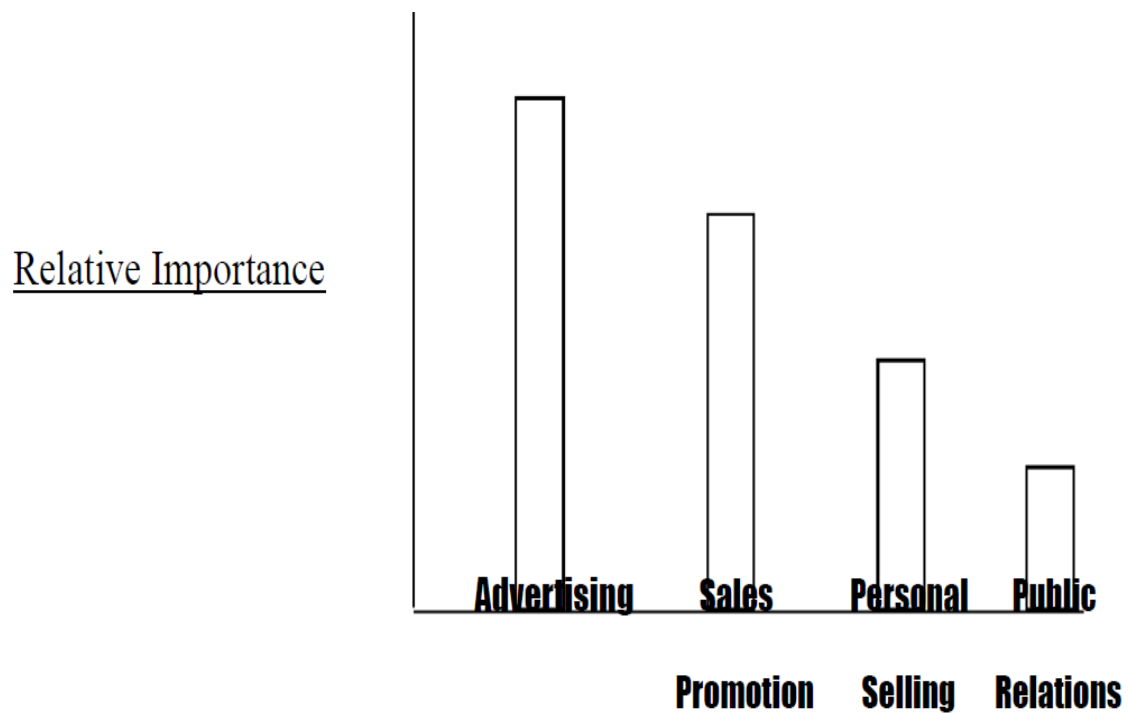 Relative Importance
Advertising Sales Personal Public
Promotion Selling Relations